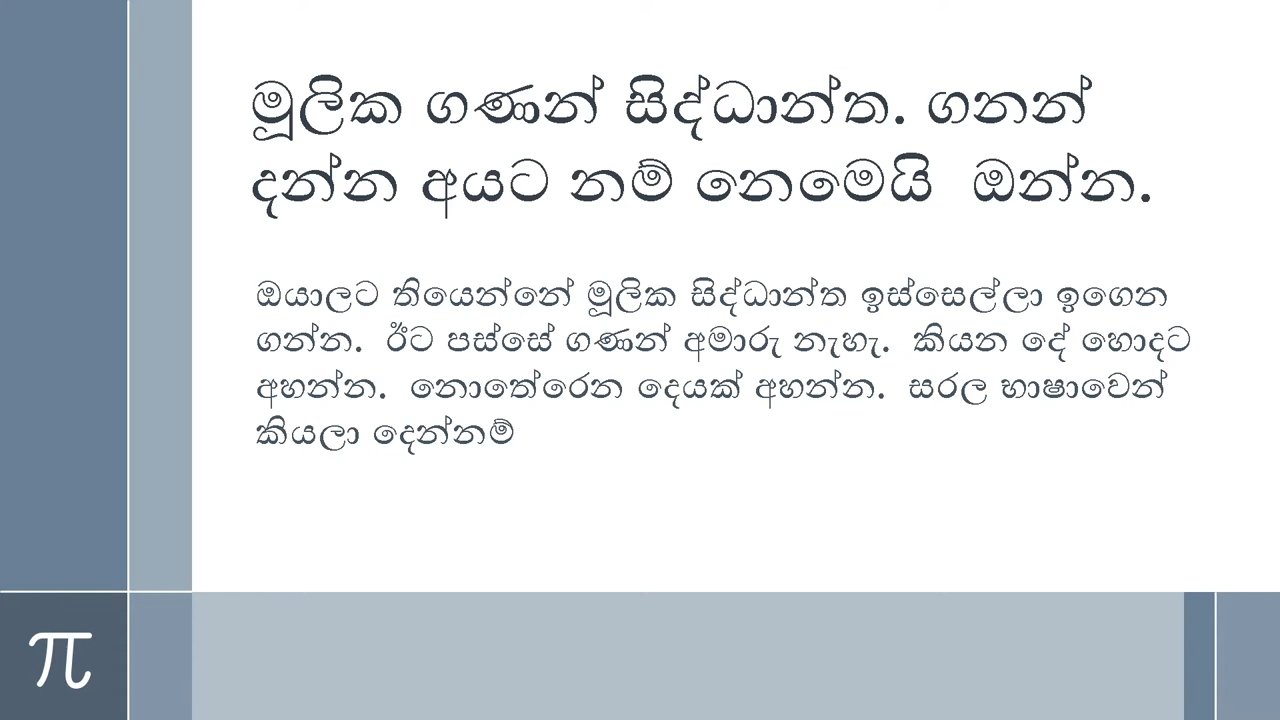 මූලික ගණන් සිද්ධාන්ත. ගනන්
දන්න අයට නම් නෙමෙයි  ඔන්න.
ඔයාලට තියෙන්නේ මූලික සිද්ධාන්ත ඉස්සෙල්ලා ඉගෙන
ගන්න.  ඊට පස්සේ ගණන් අමාරු නැහැ.  කියන දේ හොදට
අහන්න.  නොතේරෙන දෙයක් අහන්න.  සරල භාෂාවෙන්
කියලා දෙන්නම්
π